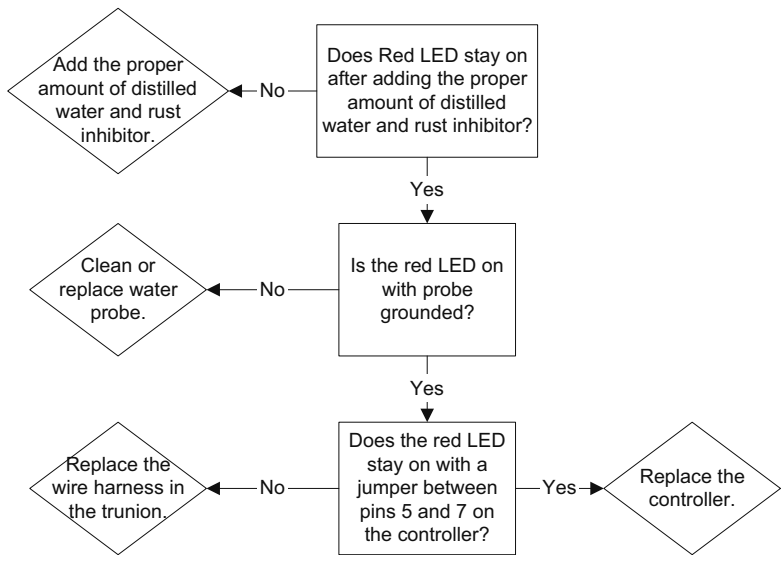 Add the proper
amount of distilled
water and rust
inhibitor.
No
Does Red LED stay on
after adding the proper
amount of distilled
water and rust inhibitor?
Yes
Clean or
replace water
probe.
No
Is the red LED on
with probe
grounded?
Yes
Replace the
wire harness in
the trunion.
No
Does the red LED
stay on with a
jumper between
pins 5 and 7 on
the controller?
Yes
Replace the
controller.